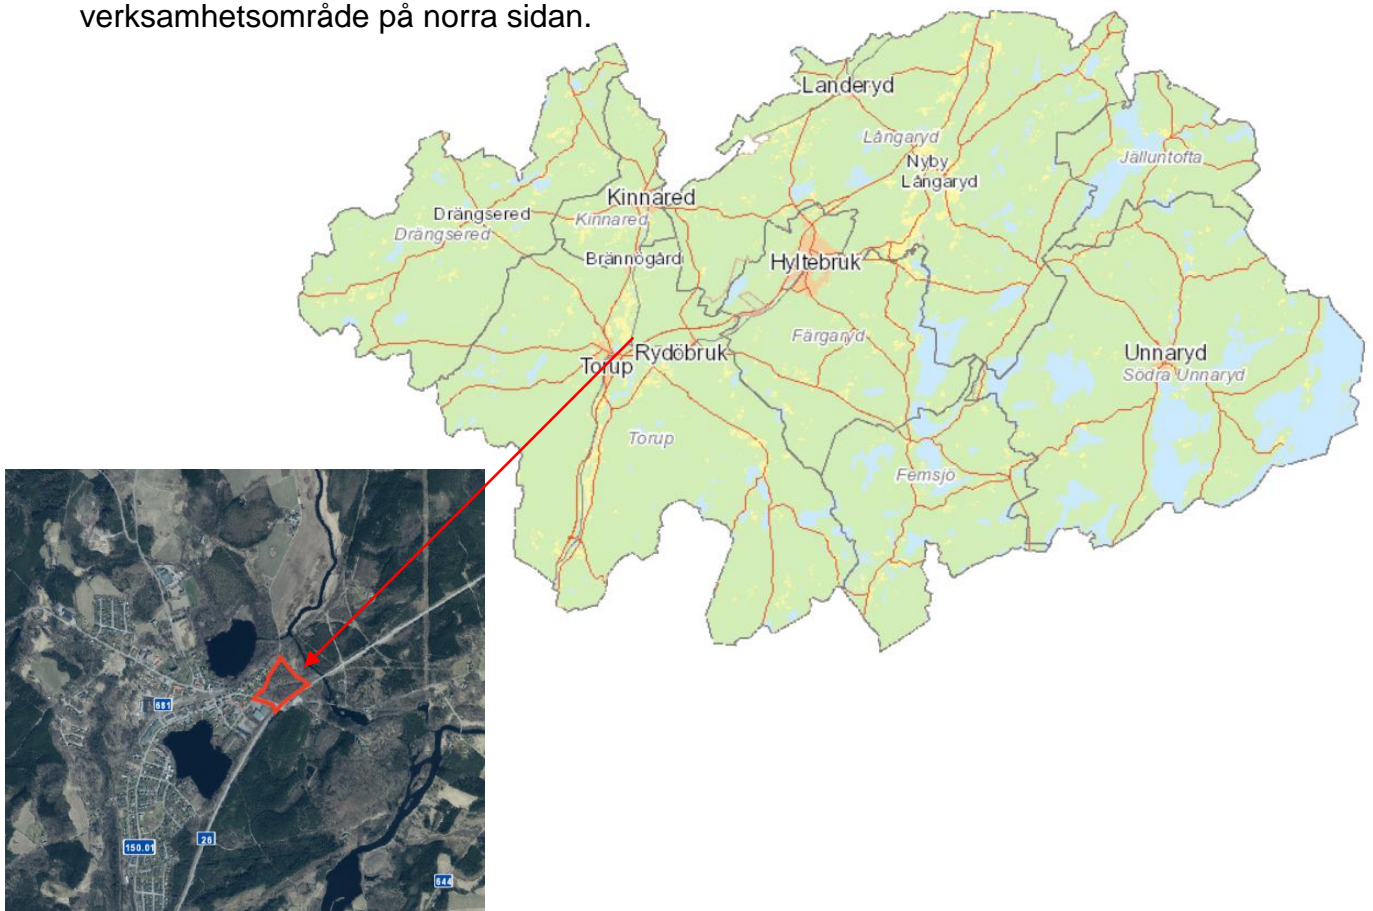 verksamhetsområde på norra sidan.
Landeryd
Långaryd
Nyby
Långaryd
Jälluntofta
Kinnared
Kinnared
Drängsered
Drängsered
Brännögård
Hyltebruk
Färgaryd
Unnaryd
Södra Unnaryd
Rydöbruk
Torup
Torup
Femsjö
681
26
150.01
644